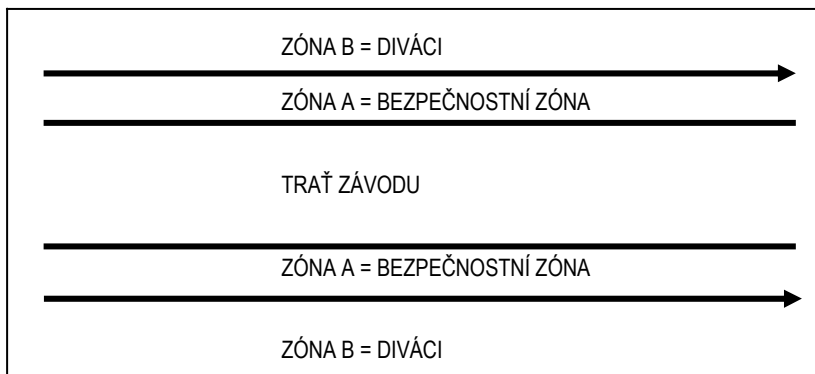 ZÓNA B = DIVÁCI
ZÓNA A = BEZPEČNOSTNÍ ZÓNA
TRAŤ ZÁVODU
ZÓNA A = BEZPEČNOSTNÍ ZÓNA
ZÓNA B = DIVÁCI